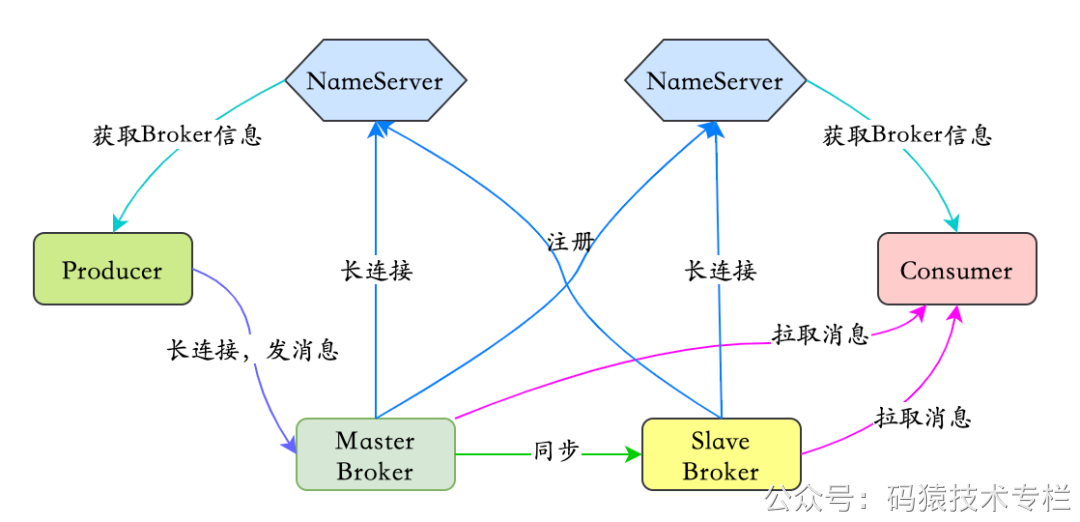 NameServer
NameServer
获取Broker信息
获取Broker信息
注册
Producer
长连接
长连接
Consumer
拉取消息
长连接，发消息
拉取消息
Master
Broker
同步
Slave
Broker
公众号：码猿技术专栏